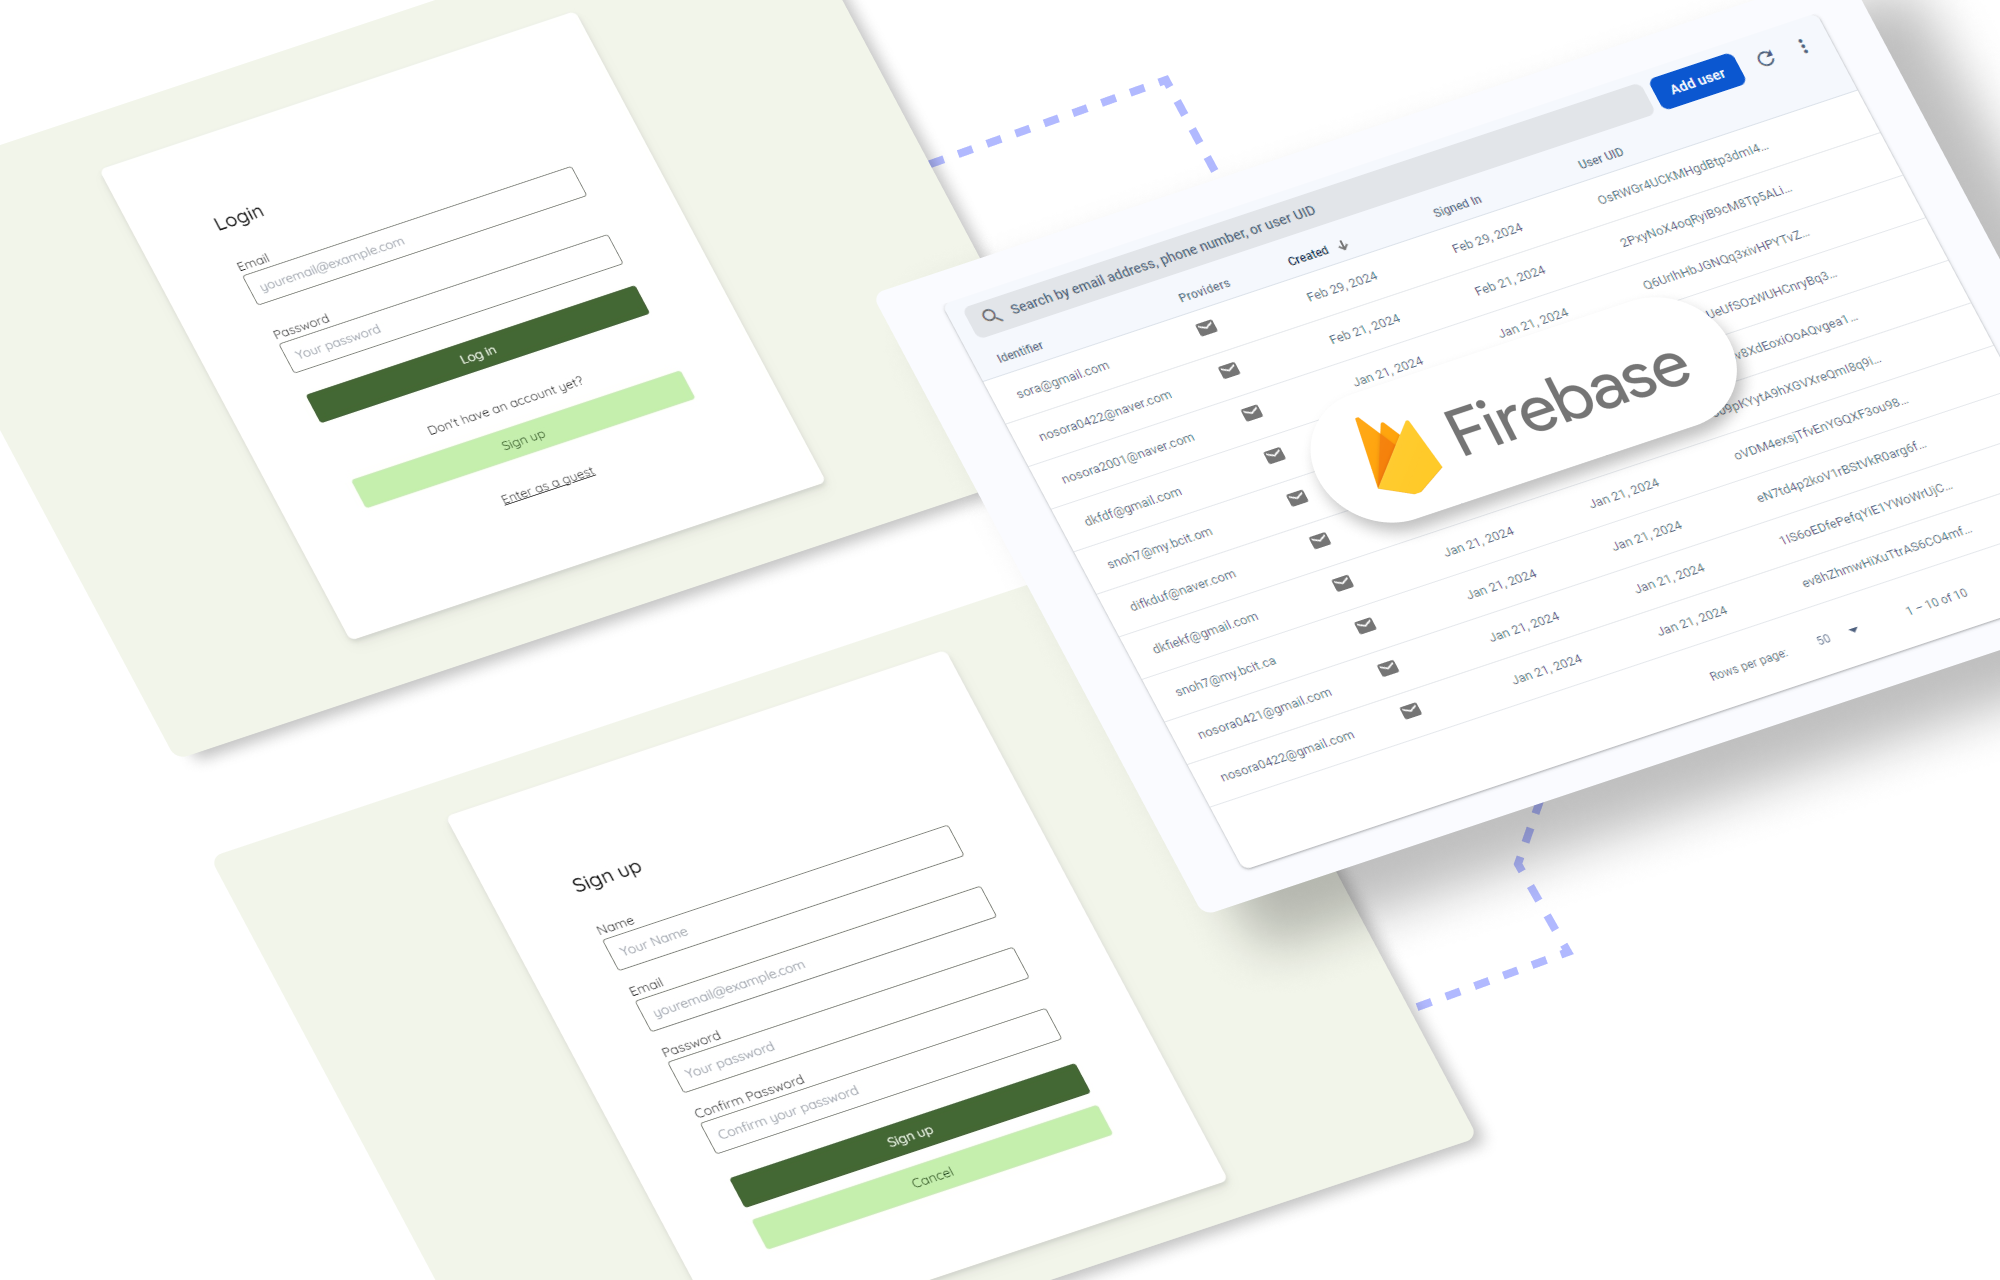 Login
Email
youremail@example.com
Password
Your password
Log in
Don't have an account yet?
Sign up
Enter as a guest
Sign up
Name
Your Name
Email
youremail@example.com
Password
Your password
Confirm Password
Confirm your password
Sign up
Cancel
Search by email address, phone number, or user UID
Add user
Identifier Providers Created Signed In User UID
sora@gmail.com Feb 29, 2024 Feb 29, 2024 OsRWGr4UCKMHgdBtp3dml4...
nosora0422@naver.com Feb 21, 2024 Feb 21, 2024 2PxyNoX4oqRyiB9cM8Tp5ALi...
nosora2001@naver.com Jan 21, 2024 Jan 21, 2024 Q6UrlhHbJGNQq3xivHPYTvZ...
dkfdf@gmail.com
snoh7@my.bcit.om
difkduf@naver.com
dkfiekf@gmail.com Jan 21, 2024 Jan 21, 2024 oVDM4exsjTfvEnYGQXF3ou98...
snoh7@my.bcit.ca Jan 21, 2024 Jan 21, 2024 eN7td4p2koV1rBStVkR0arg6f...
nosora0421@gmail.com Jan 21, 2024 Jan 21, 2024 1IS6oEDfePefqYlE1YWoWrUjC...
nosora0422@gmail.com Jan 21, 2024 Jan 21, 2024 ev8hZhmwHiXuTtrAS6CO4mf...
Rows per page: 50 1 – 10 of 10
Firebase